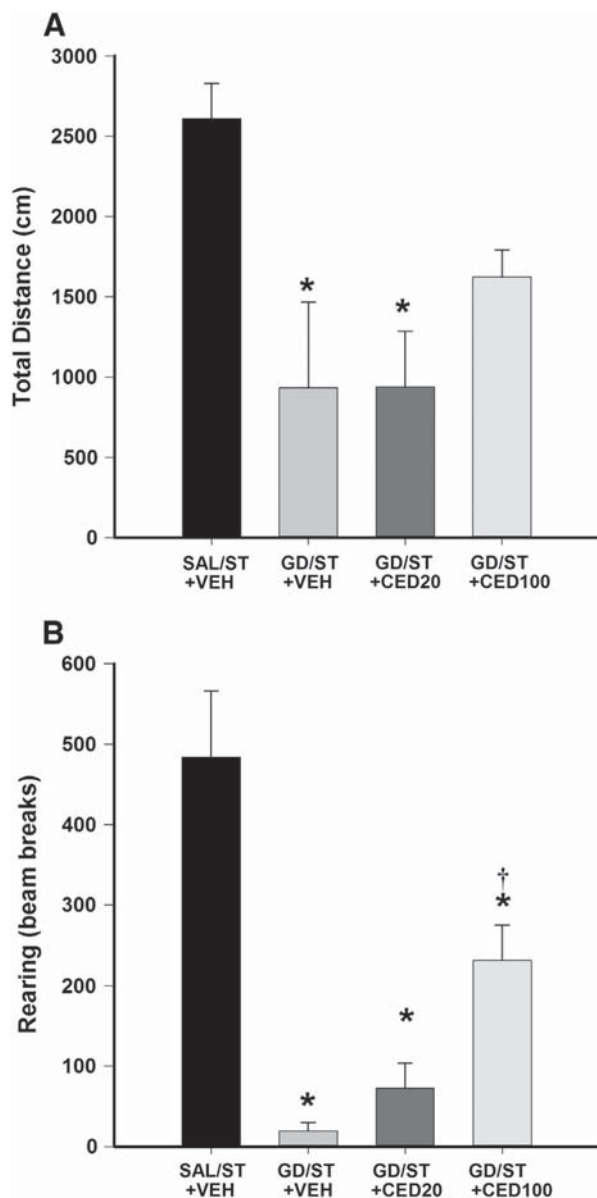 A
3000
2500
2000
1500
1000
500
0
Total Distance (cm)
*
*
SAL/ST GD/ST GD/ST GD/ST
+VEH +VEH +CED20 +CED100
B
600
500
400
300
200
100
0
Rearing (beam breaks)
†
*
*
*
SAL/ST GD/ST GD/ST GD/ST
+VEH +VEH +CED20 +CED100